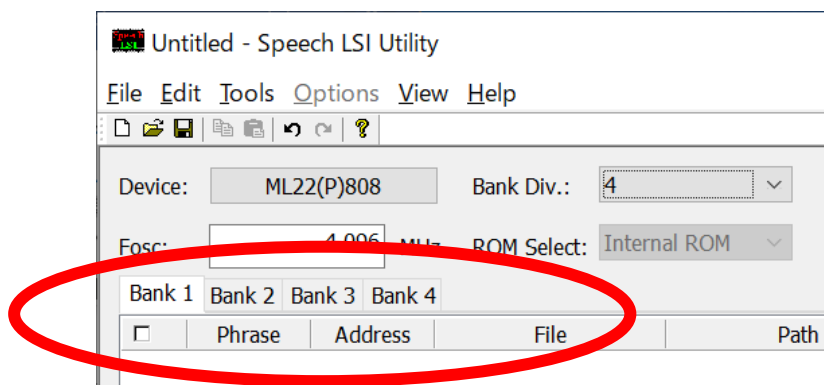 Untitled - Speech LSI Utility
File Edit Tools Options View Help
Device: ML22(P)808 Bank Div.: 4
Fosc: 4.096 MHz ROM Select: Internal ROM
Bank 1 Bank 2 Bank 3 Bank 4
Phrase Address File Path